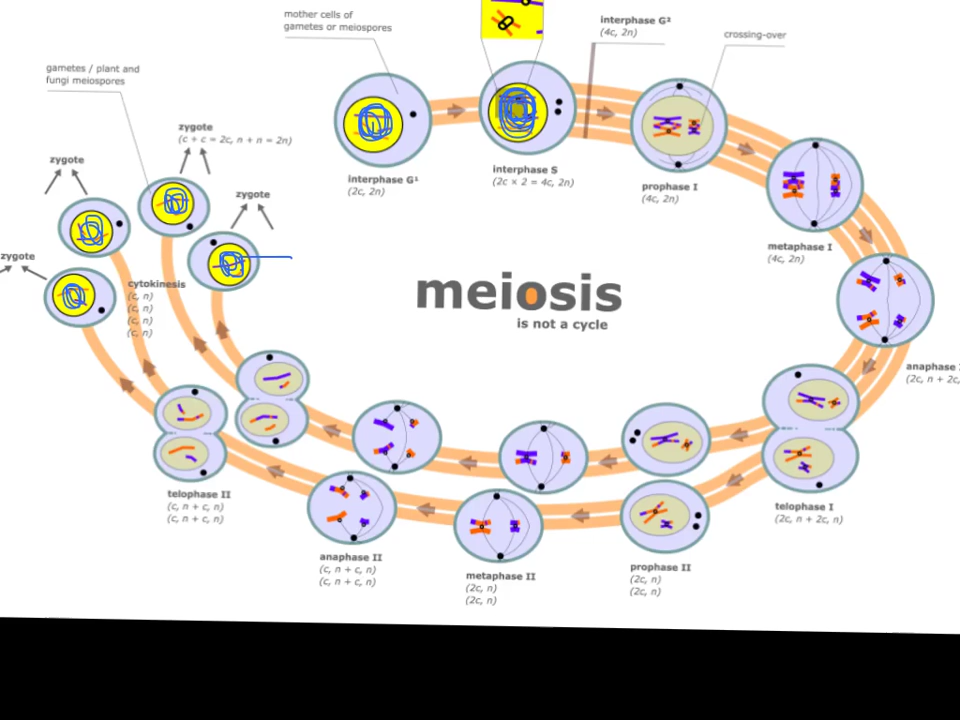 mother cells of
gametes or meiospores
interphase G²
(4c, 2n)
crossing-over
gametes / plant and
fungi meiospores
zygote
(c + c = 2c, n + n = 2n)
zygote
zygote
zygote
interphase G¹
(2c, 2n)
interphase S
(2c × 2 = 4c, 2n)
prophase I
(4c, 2n)
metaphase I
(4c, 2n)
cytokinesis
(c, n)
(c, n)
(c, n)
(c, n)
meiosis
is not a cycle
anaphase
(2c, n + 2c,
telophase II
(c, n + c, n)
(c, n + c, n)
telophase I
(2c, n + 2c, n)
anaphase II
(c, n + c, n)
(c, n + c, n)
metaphase II
(2c, n)
(2c, n)
prophase II
(2c, n)
(2c, n)